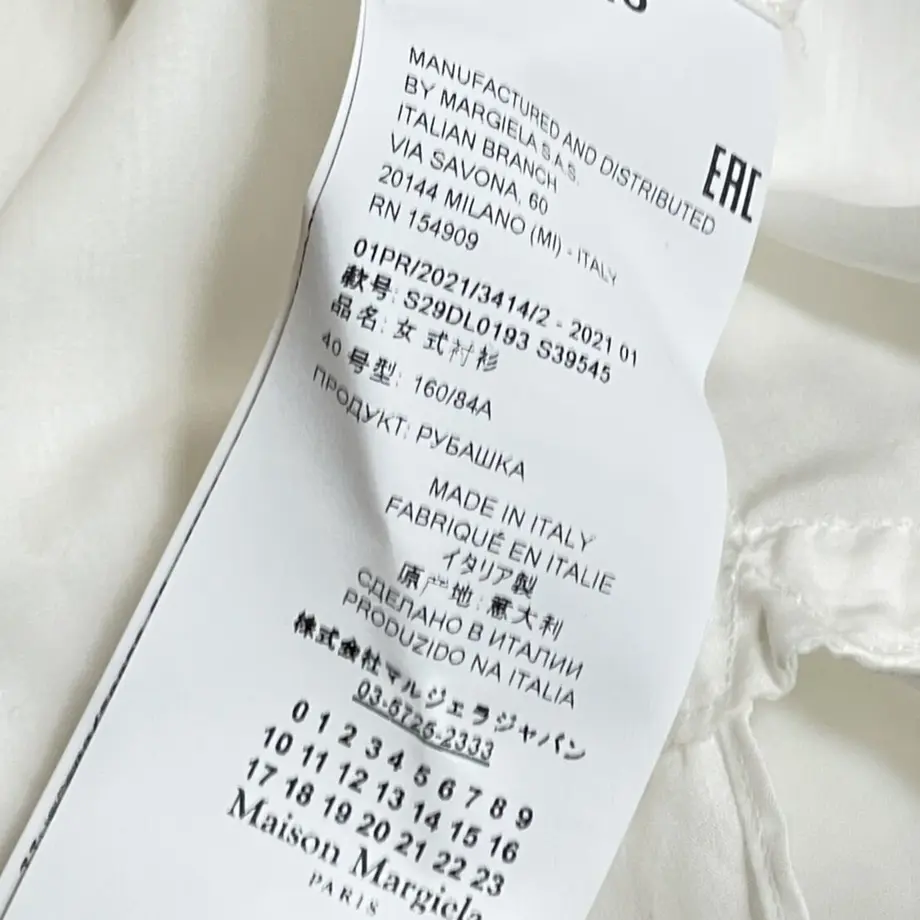 MANUFACTURED AND DISTRIBUTED
BY MARGIELA S.A.S.
ITALIAN BRANCH
VIA SAVONA, 60
20144 MILANO (MI) - ITALY
RN 154909
EAC
01PR/2021/3414/2 - 2021 01
款号: S29DL0193 S39545
品名: 女式衬衫
40 号型: 160/84A
ПРОДУКТ: РУБАШКА
MADE IN ITALY
FABRIQUÉ EN ITALIE
イタリア製
原产地: 意大利
СДЕЛАНО В ИТАЛИИ
PRODUZIDO NA ITALIA
株式会社マルジェラジャパン
03-5725-2333
0 1 2 3 4 5 6 7 8 9
10 11 12 13 14 15 16
17 18 19 20 21 22 23
Maison Margiela
PARIS